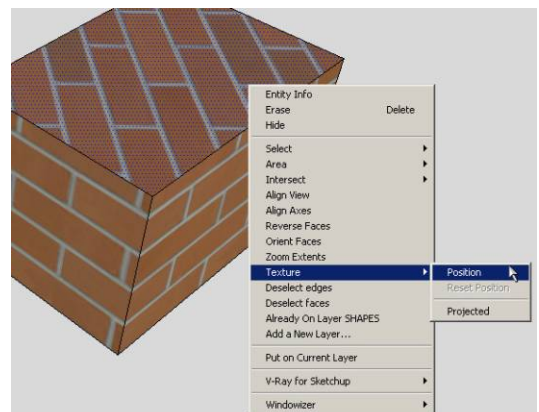 Entity Info
Erase Delete
Hide
Select
Area
Intersect
Align View
Align Axes
Reverse Faces
Orient Faces
Zoom Extents
Texture
Deselect edges
Deselect faces
Already On Layer SHAPES
Add a New Layer...
Put on Current Layer
V-Ray for Sketchup
Windowizer
Position
Reset Position
Projected